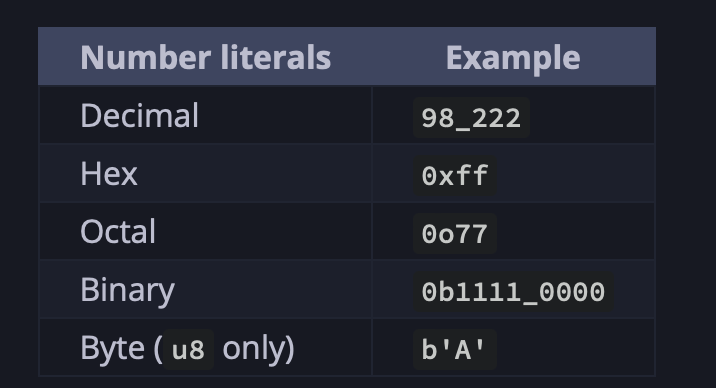 Number literals Example
Decimal 98_222
Hex 0xff
Octal 0o77
Binary 0b1111_0000
Byte (u8 only) b'A'